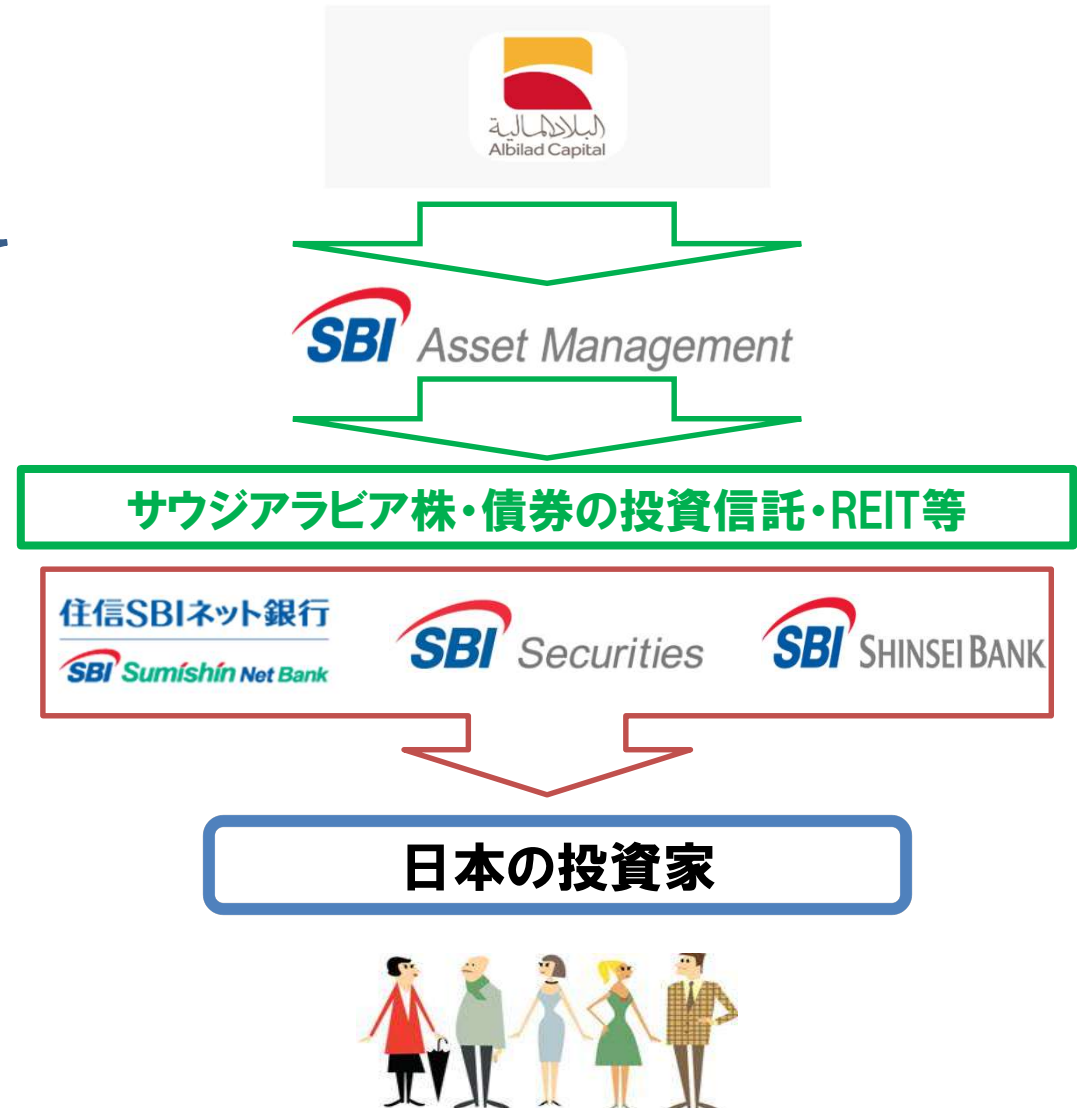 البلاد المالية
Albilad Capital
SBI Asset Management
サウジアラビア株・債券の投資信託・REIT等
住信SBIネット銀行
SBI Sumishin Net Bank
SBI Securities
SBI SHINSEI BANK
日本の投資家